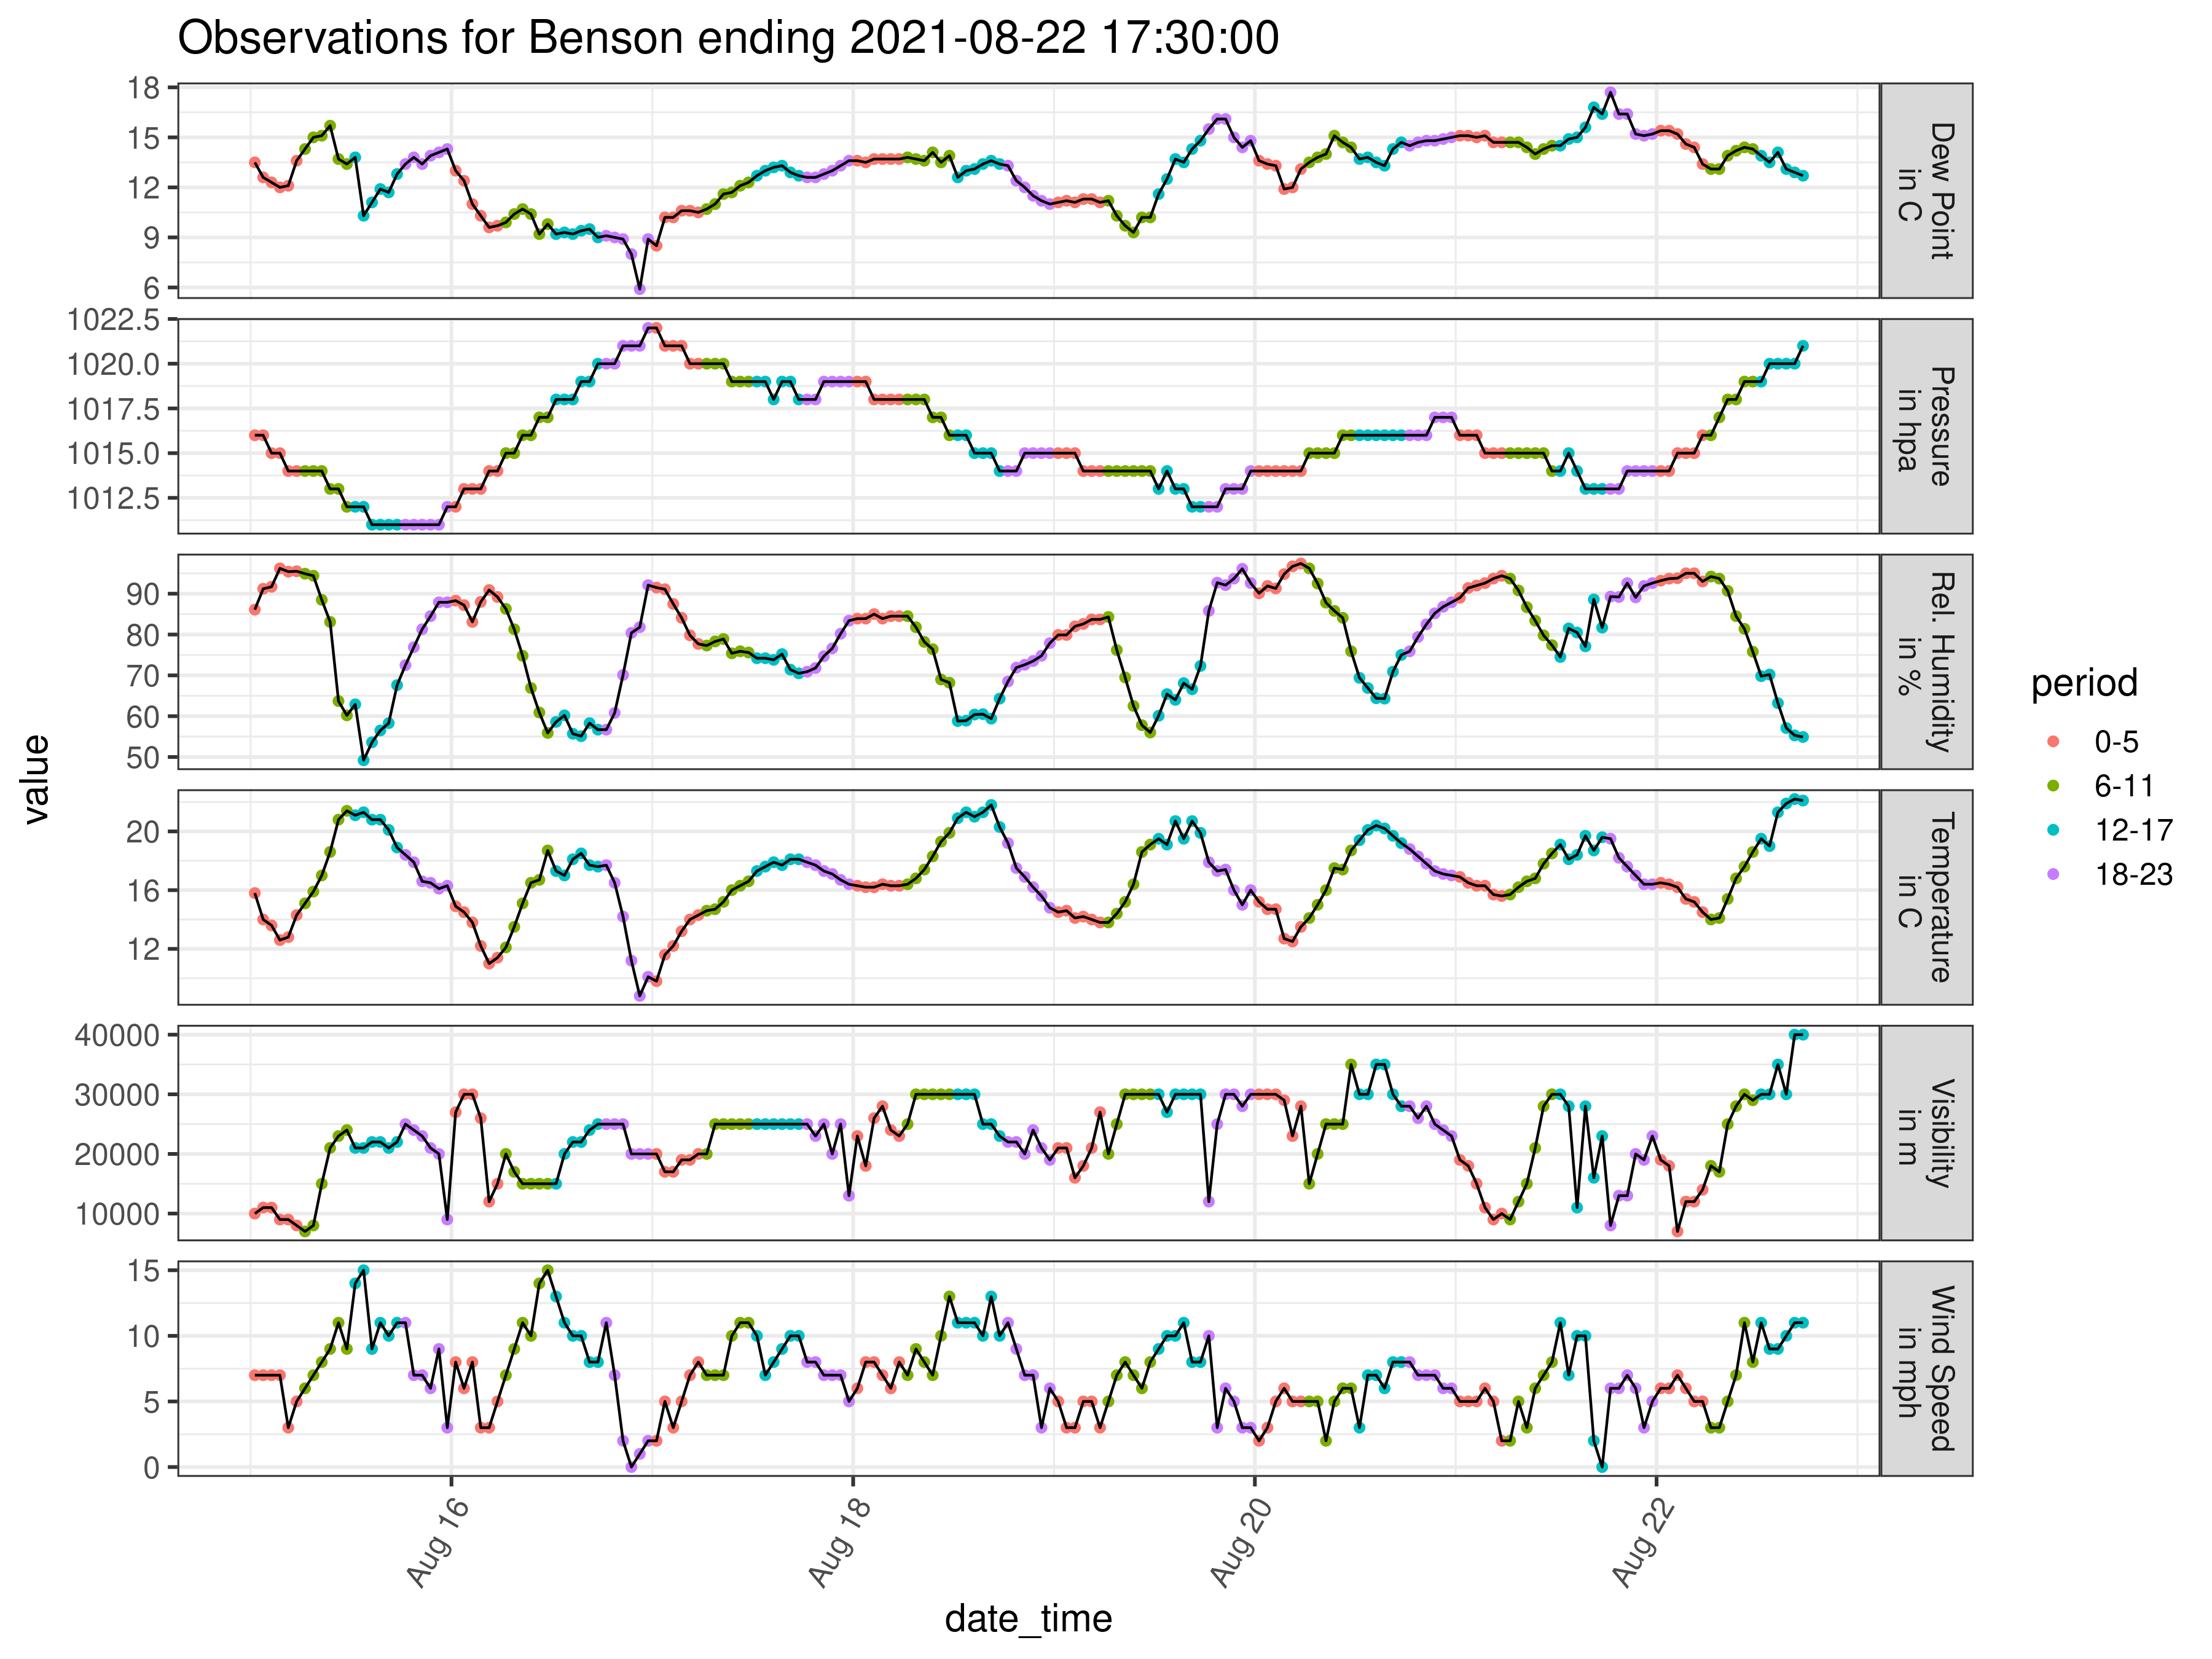 Observations for Benson ending 2021-08-22 17:30:00
18
15
12
9
6
Dew Point
in C
1022.5
1020.0
1017.5
1015.0
1012.5
Pressure
in hpa
90
80
70
60
50
Rel. Humidity
in %
20
16
12
Temperature
in C
40000
30000
20000
10000
Visibility
in m
15
10
5
0
Wind Speed
in mph
value
Aug 16
Aug 18
Aug 20
Aug 22
date_time
period
0-5
6-11
12-17
18-23